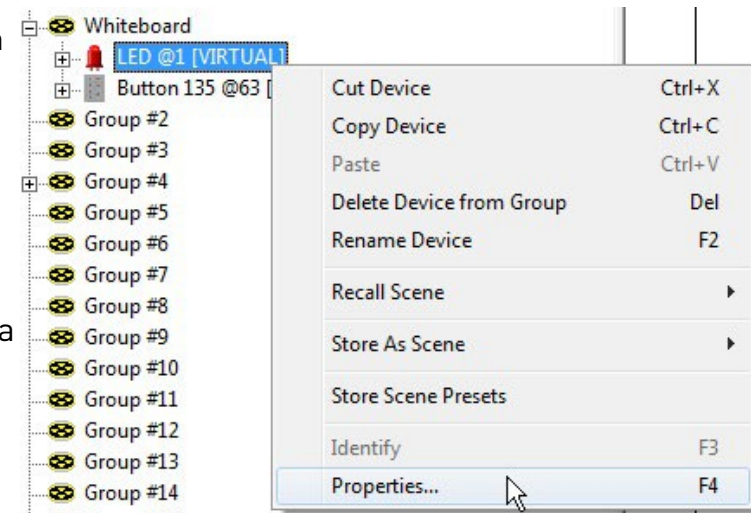 Whiteboard
LED @1 [VIRTUAL]
Button 135 @63 [
Group #2
Group #3
Group #4
Group #5
Group #6
Group #7
Group #8
a
Group #9
Group #10
Group #11
Group #12
Group #13
Group #14
Cut Device Ctrl+X
Copy Device Ctrl+C
Paste Ctrl+V
Delete Device from Group Del
Rename Device F2
Recall Scene
Store As Scene
Store Scene Presets
Identify F3
Properties... F4